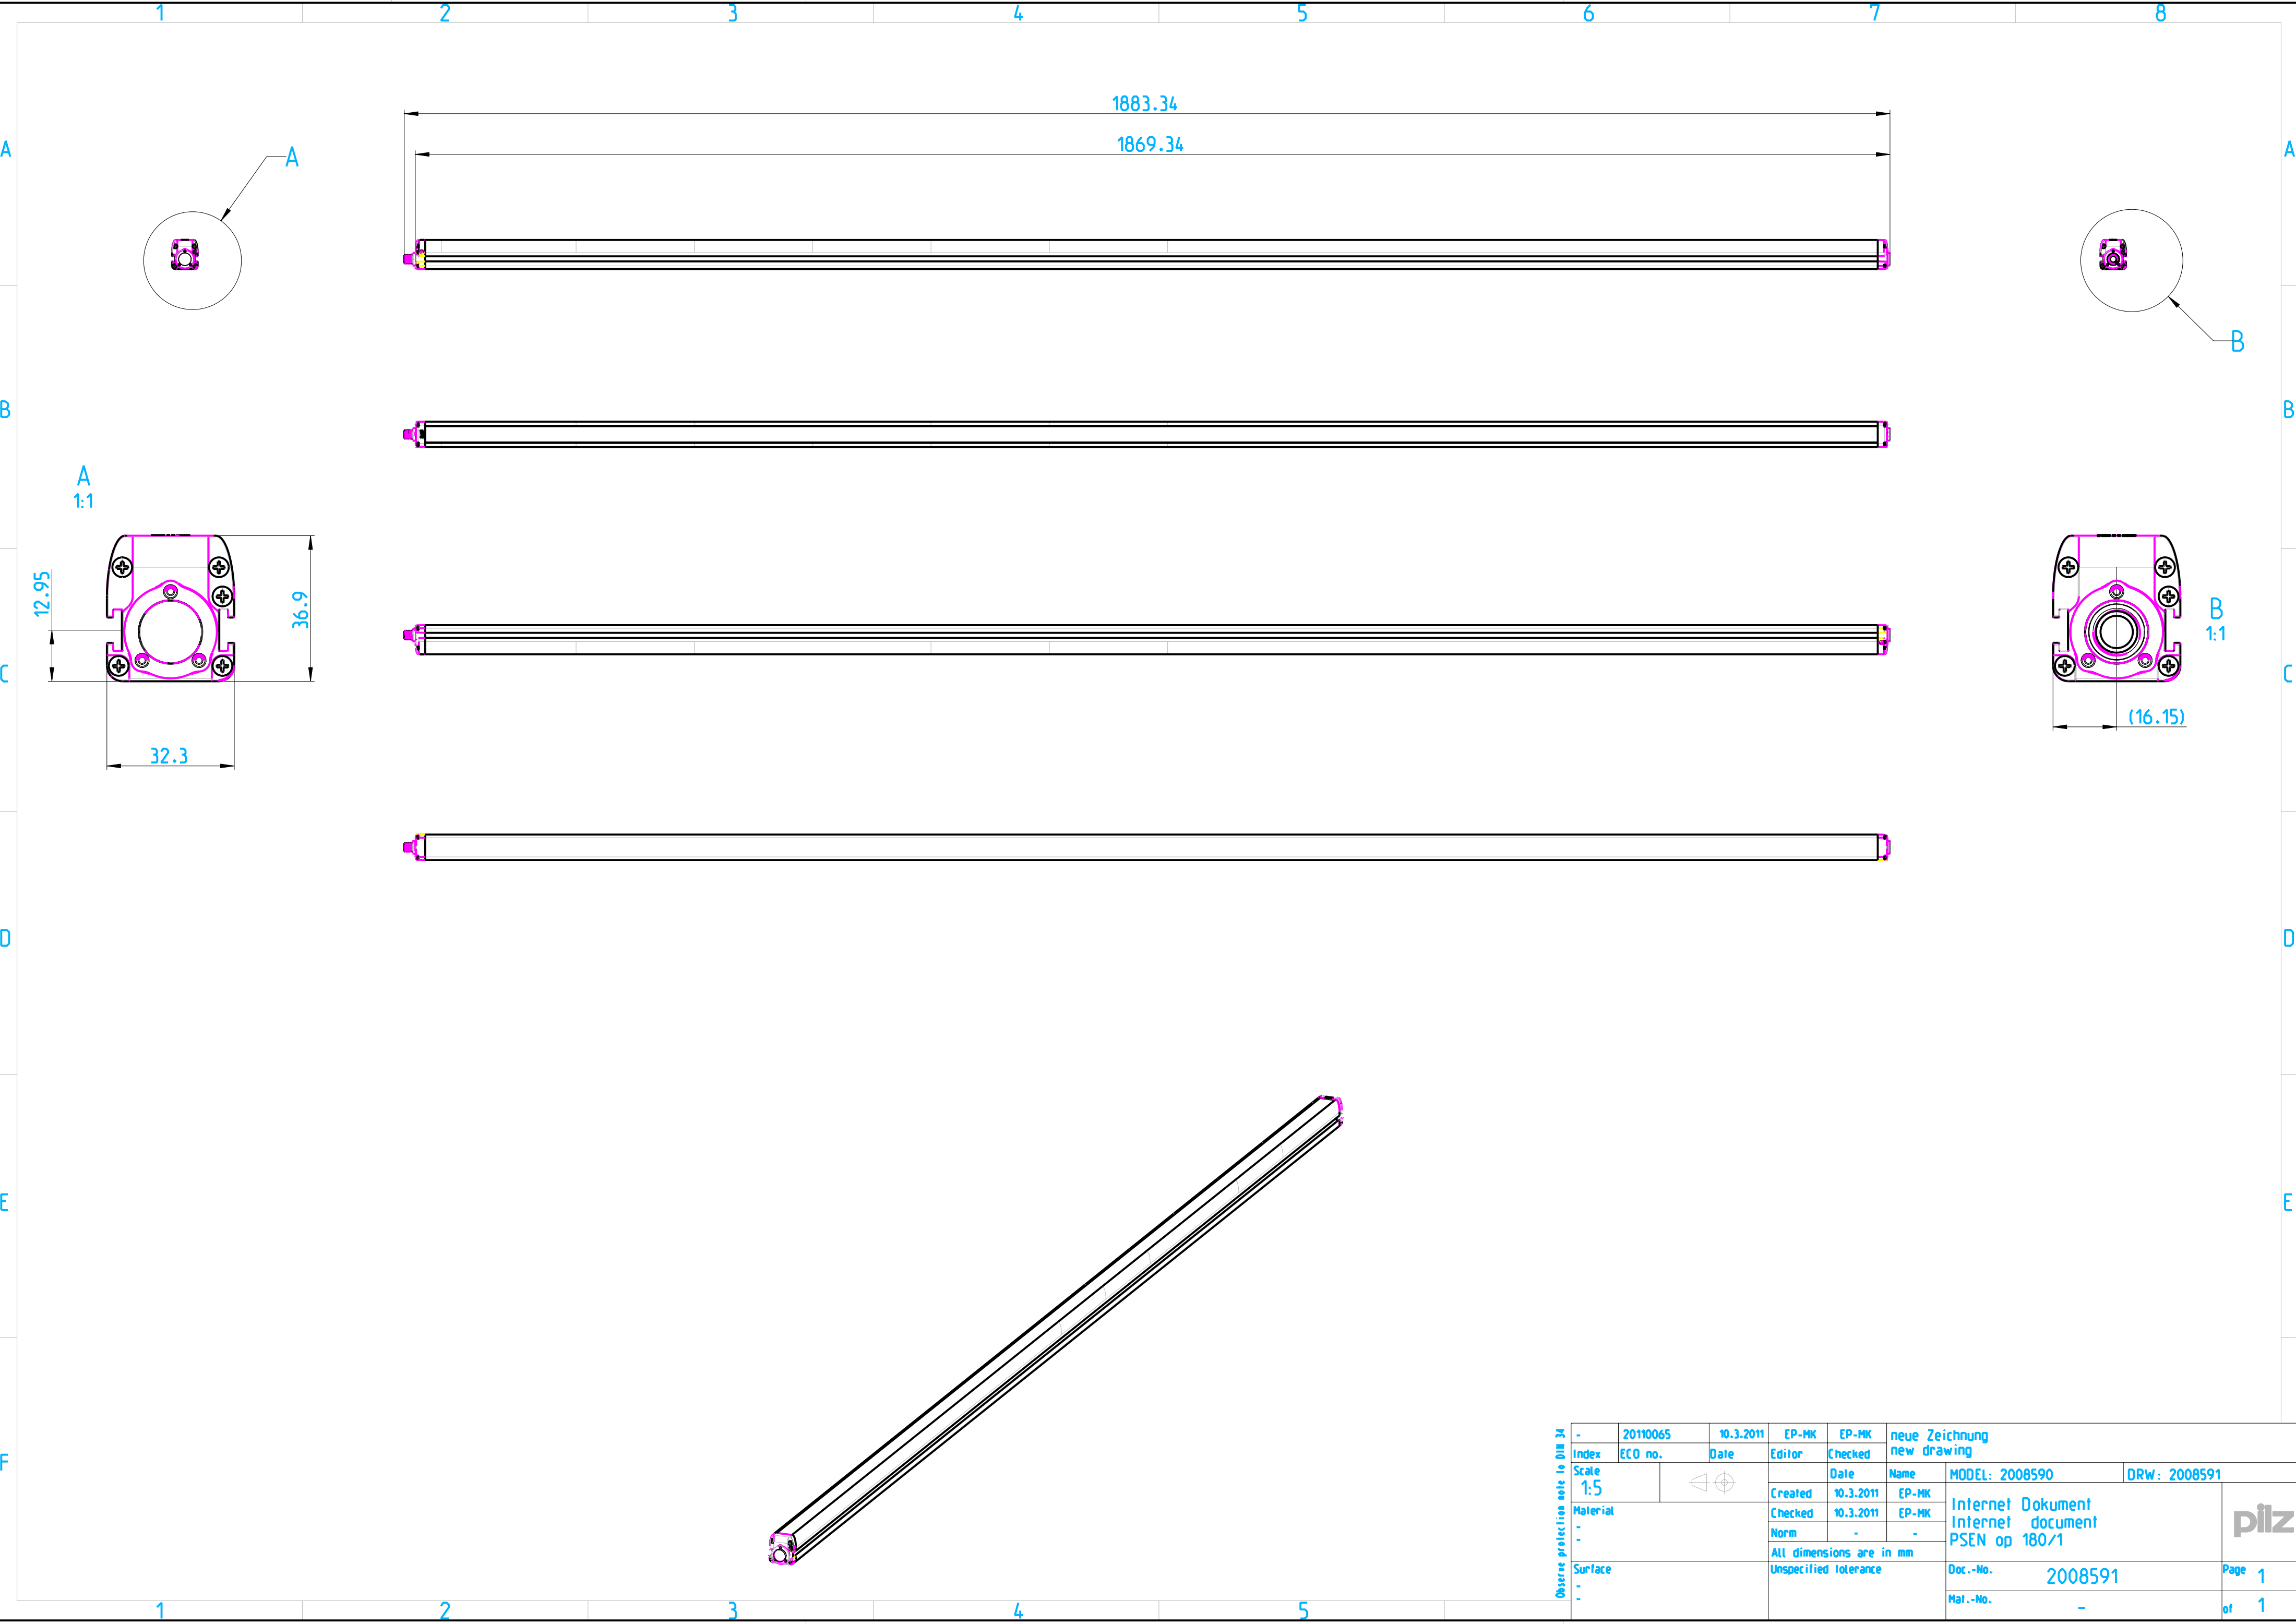 1 2 3 4 5 6 7 8
1883.34
1869.34
A A
A
A
B
B B
A
1:1
12.95
36.9
32.3
B
1:1
(16.15)
C C
D D
E E
F
Observe protection note to DIN 34
- 20110065 10.3.2011 EP-MK EP-MK neue Zeichnung
Index ECO no. Date Editor Checked new drawing
Scale Date Name MODEL: 2008590 DRW: 2008591
1:5
Created 10.3.2011 EP-MK
Internet Dokument
Material Checked 10.3.2011 EP-MK Internet document
- Norm - - PSEN op 180/1
-
pilz
All dimensions are in mm
Surface Unspecified tolerance Doc.-No. 2008591 Page 1
-
- Mat.-No. - of 1
1 2 3 4 5